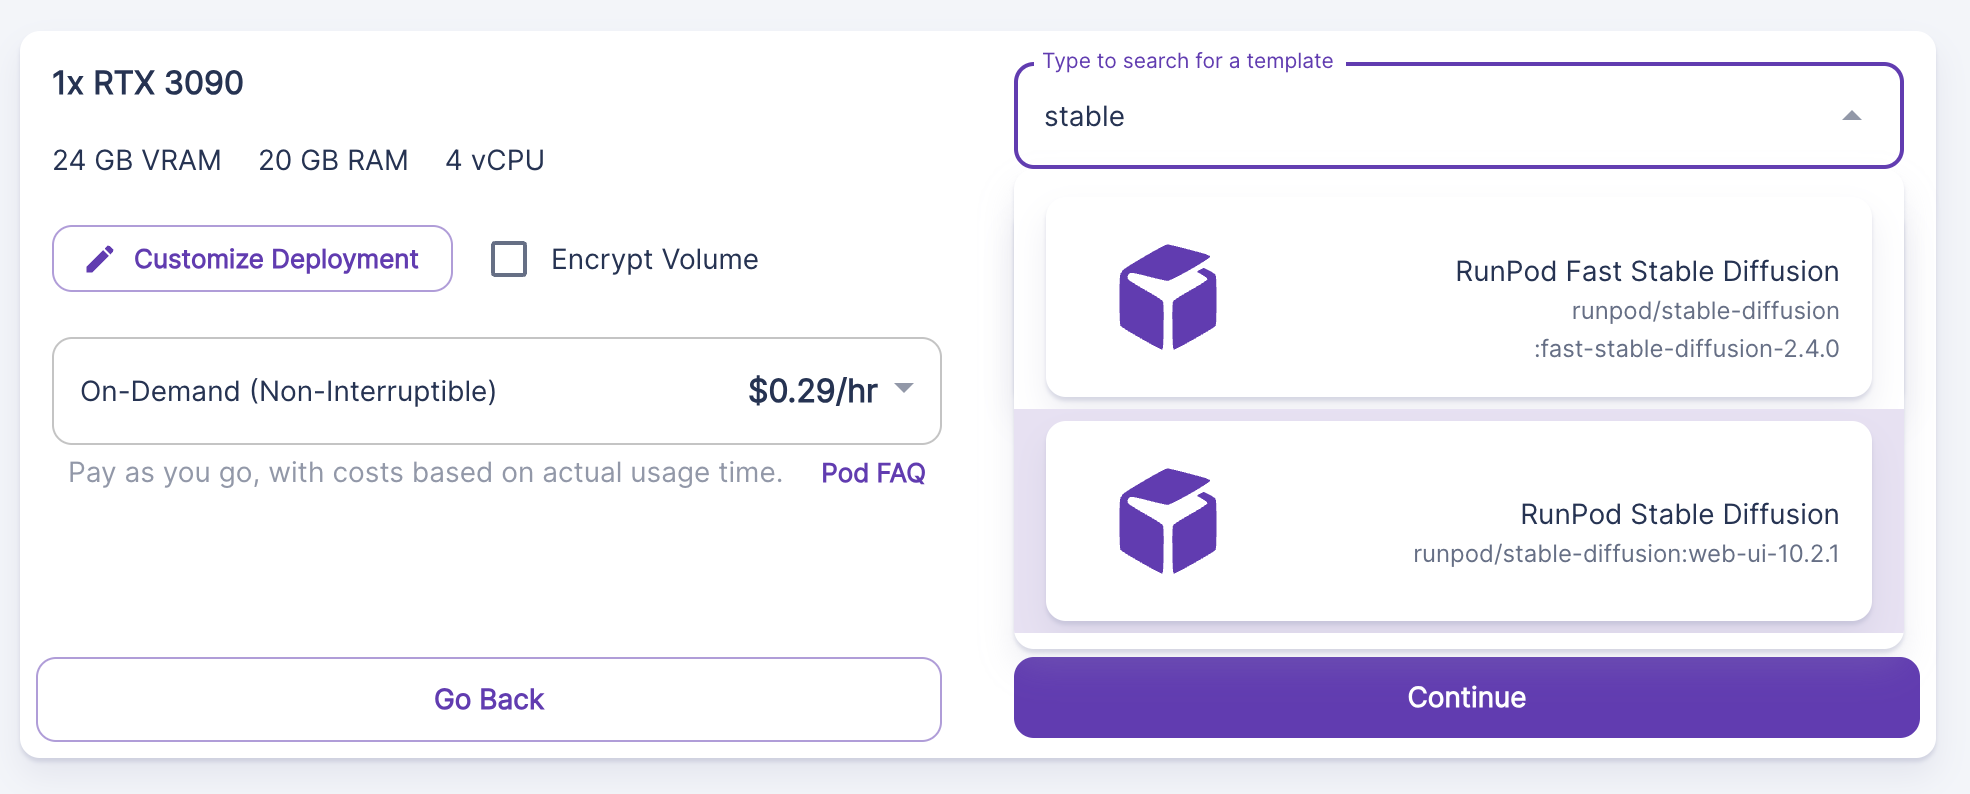 1x RTX 3090
24 GB VRAM 20 GB RAM 4 vCPU
Customize Deployment
Encrypt Volume
On-Demand (Non-Interruptible) $0.29/hr
Pay as you go, with costs based on actual usage time. Pod FAQ
Go Back
Type to search for a template
stable
RunPod Fast Stable Diffusion
runpod/stable-diffusion
:fast-stable-diffusion-2.4.0
RunPod Stable Diffusion
runpod/stable-diffusion:web-ui-10.2.1
Continue